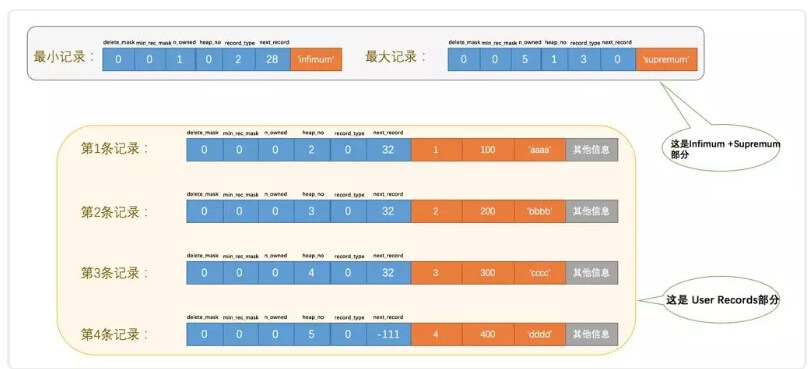 delete_mask min_rec_mask n_owned heap_no record_type next_record
最小记录: 0 0 1 0 2 28 'infimum'
delete_mask min_rec_mask n_owned heap_no record_type next_record
最大记录: 0 0 5 1 3 0 'supremum'
这是Infimum +Supremum
部分
delete_mask min_rec_mask n_owned heap_no record_type next_record
第1条记录: 0 0 0 2 0 32 1 100 'aaaa' 其他信息
delete_mask min_rec_mask n_owned heap_no record_type next_record
第2条记录: 0 0 0 3 0 32 2 200 'bbbb' 其他信息
delete_mask min_rec_mask n_owned heap_no record_type next_record
第3条记录: 0 0 0 4 0 32 3 300 'cccc' 其他信息
这是 User Records部分
delete_mask min_rec_mask n_owned heap_no record_type next_record
第4条记录: 0 0 0 5 0 -111 4 400 'dddd' 其他信息